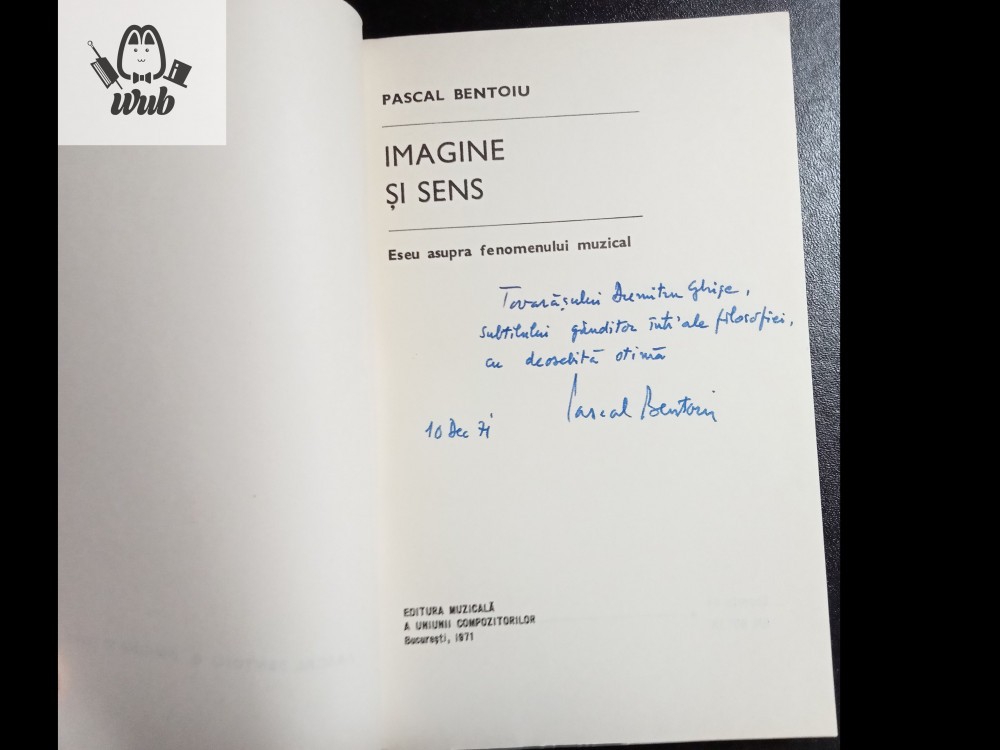 wub
PASCAL BENTOIU
IMAGINE
ȘI SENS
Eseu asupra fenomenului muzical
Tovarășului Dumitru Ghișe,
subtilului gânditor într'ale filosofiei,
cu deosebită stimă
Pascal Bentoiu
10 Dec 71
EDITURA MUZICALĂ
A UNIUNII COMPOZITORILOR
București, 1971